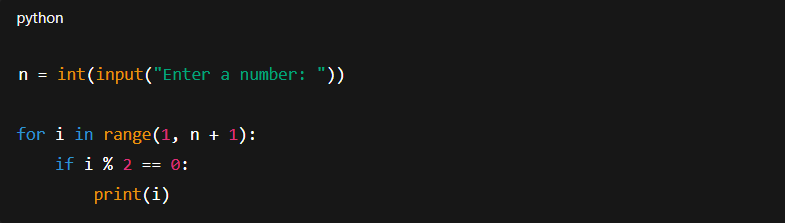 python
n = int(input("Enter a number: "))
for i in range(1, n + 1):
    if i % 2 == 0:
        print(i)